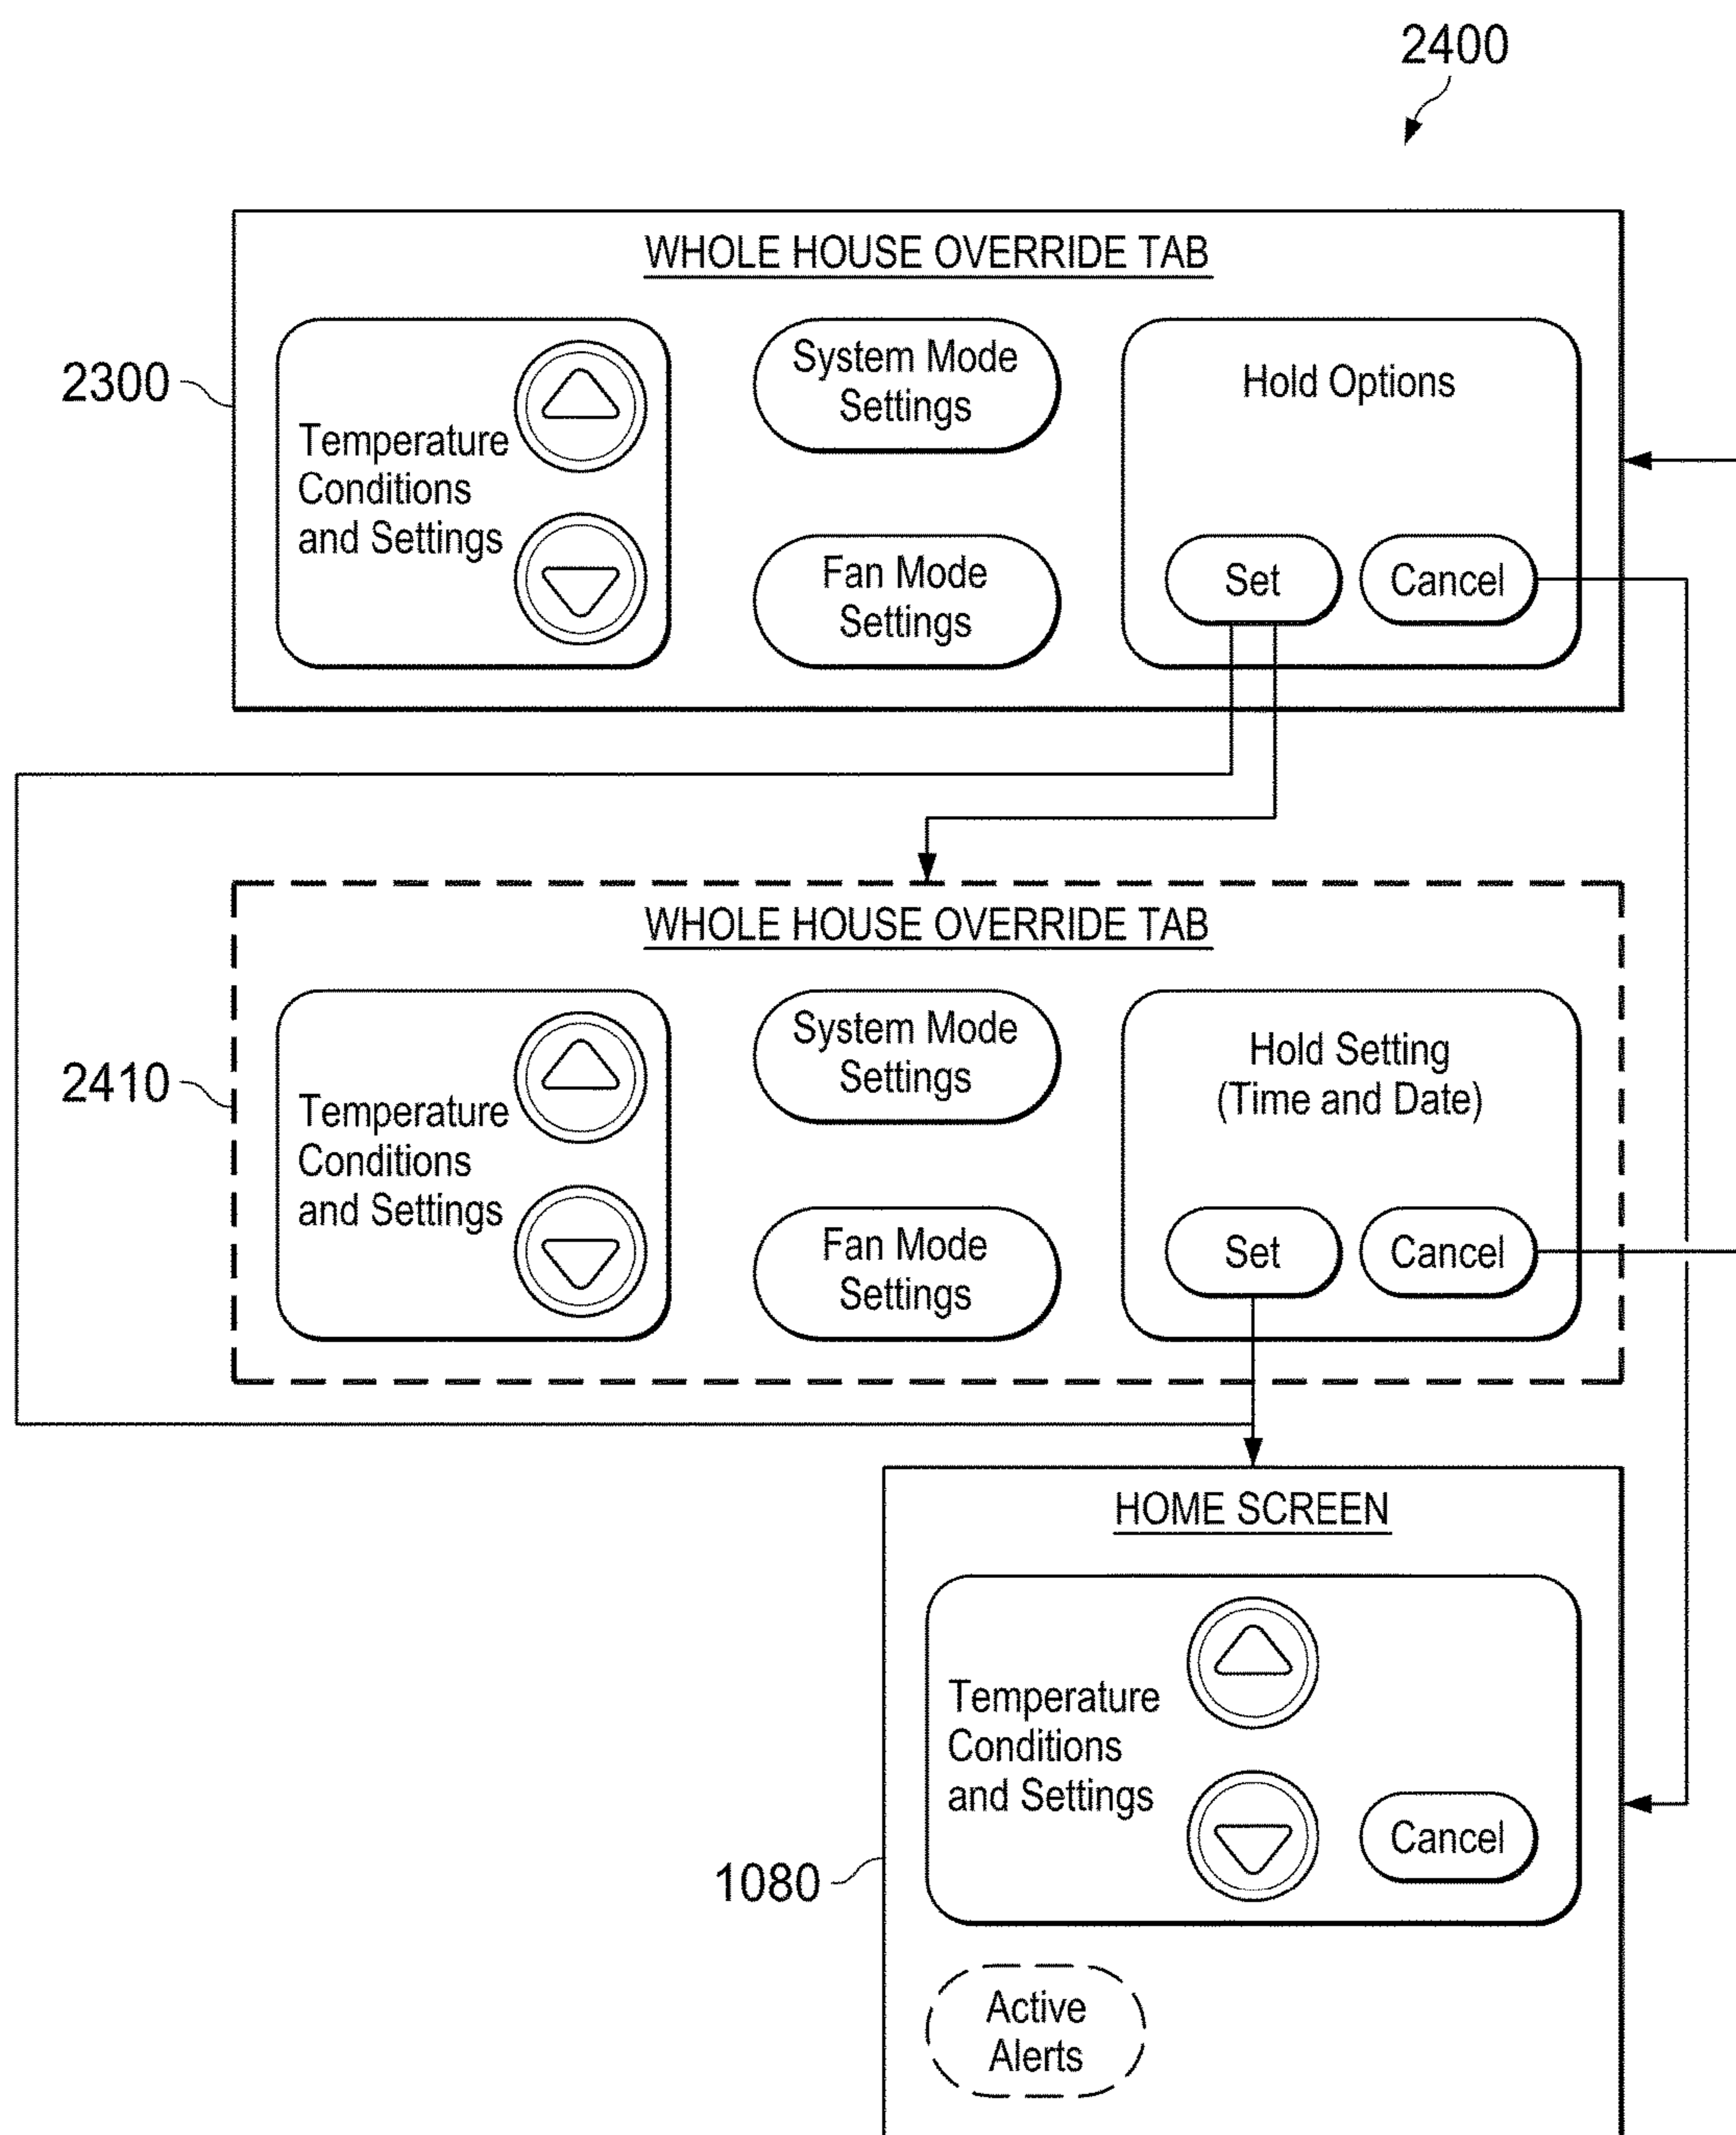 2400
WHOLE HOUSE OVERRIDE TAB
2300
Temperature
Conditions
and Settings
System Mode
Settings
Fan Mode
Settings
Hold Options
Set
Cancel
WHOLE HOUSE OVERRIDE TAB
2410
Temperature
Conditions
and Settings
System Mode
Settings
Fan Mode
Settings
Hold Setting
(Time and Date)
Set
Cancel
HOME SCREEN
1080
Temperature
Conditions
and Settings
Cancel
Active
Alerts